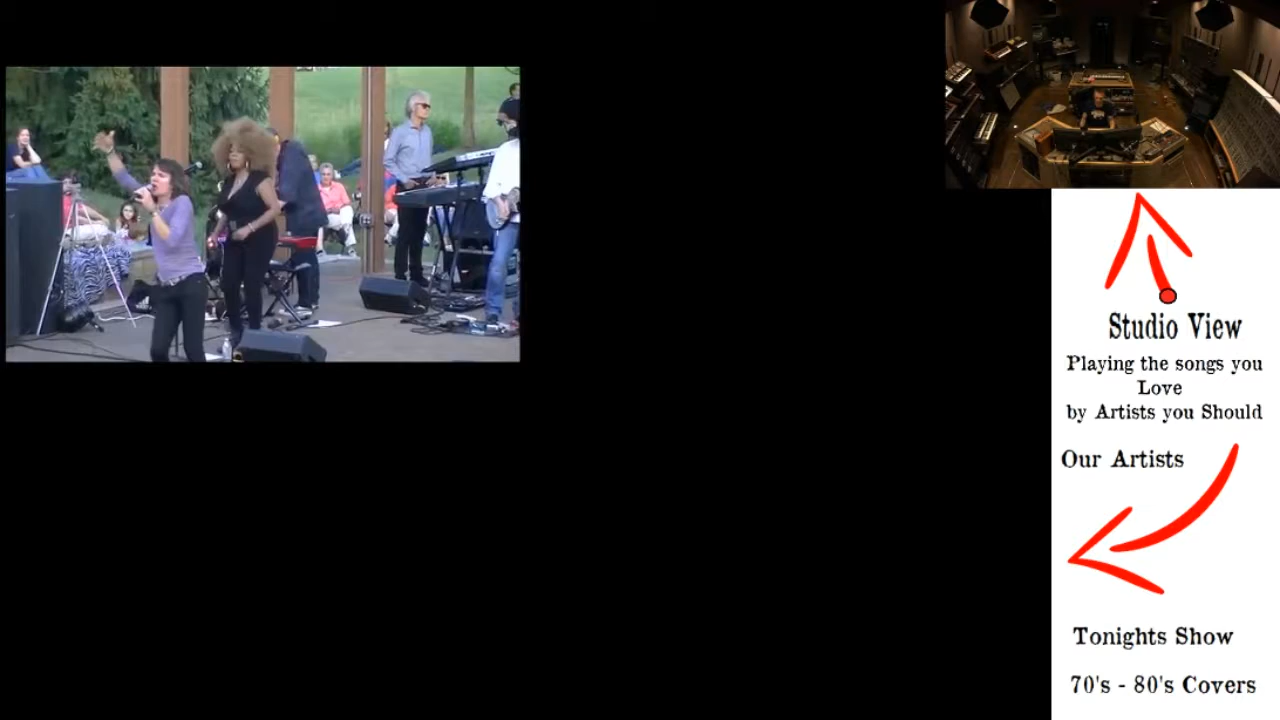 Studio View
Playing the songs you
Love
by Artists you Should
Our Artists
Tonights Show
70's - 80's Covers